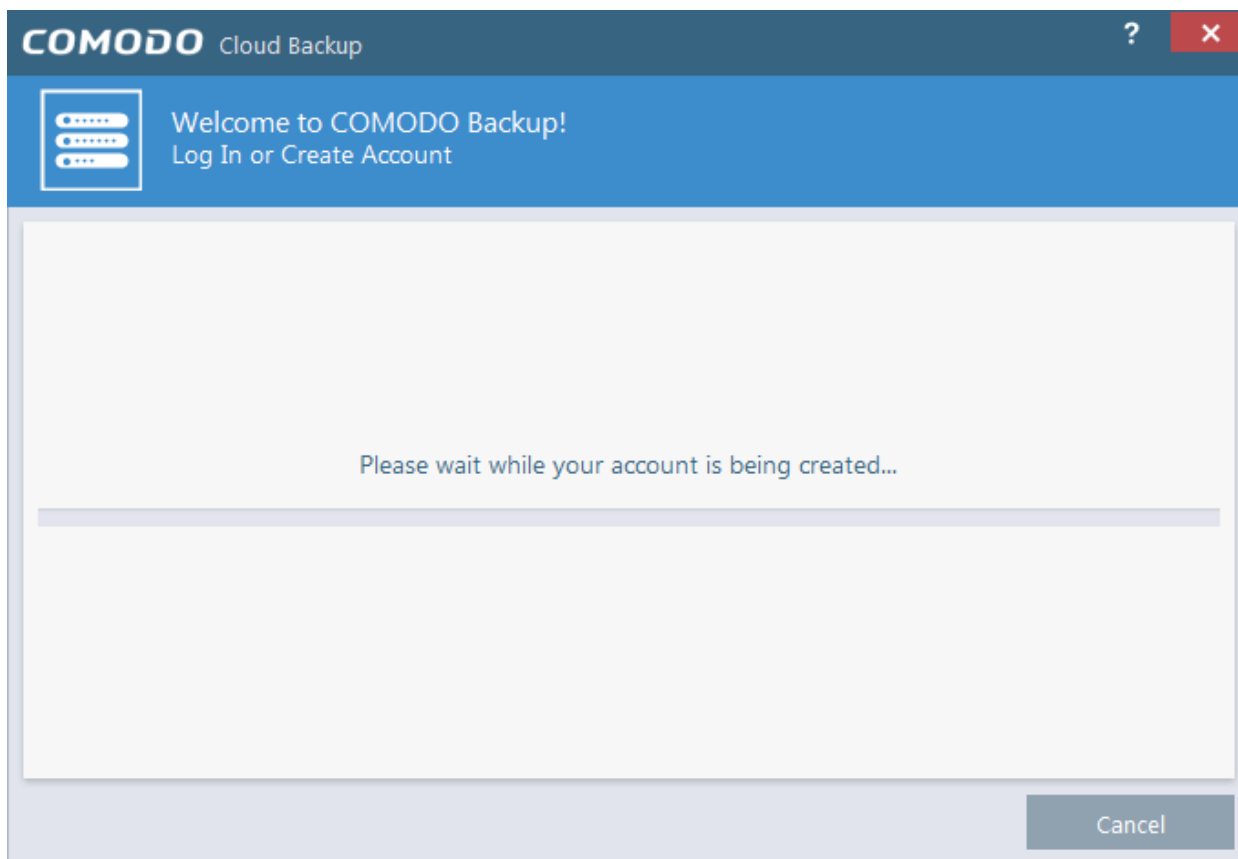 COMODO Cloud Backup ?
Welcome to COMODO Backup!
Log In or Create Account
Please wait while your account is being created...
Cancel